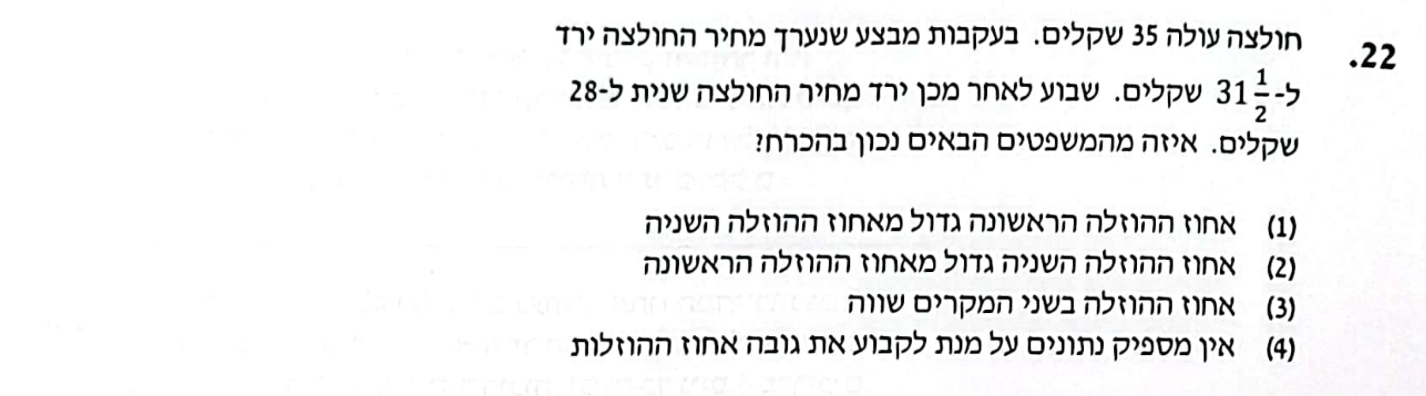 22. חולצה עולה 35 שקלים. בעקבות מבצע שנערך מחיר החולצה ירד
ל-31 1/2 שקלים. שבוע לאחר מכן ירד מחיר החולצה שנית ל-28
שקלים. איזה מהמשפטים הבאים נכון בהכרח?
(1) אחוז ההוזלה הראשונה גדול מאחוז ההוזלה השניה
(2) אחוז ההוזלה השניה גדול מאחוז ההוזלה הראשונה
(3) אחוז ההוזלה בשני המקרים שווה
(4) אין מספיק נתונים על מנת לקבוע את גובה אחוז ההוזלות